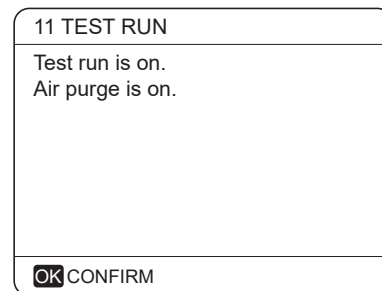 11 TEST RUN
Test run is on.
Air purge is on.
OK CONFIRM